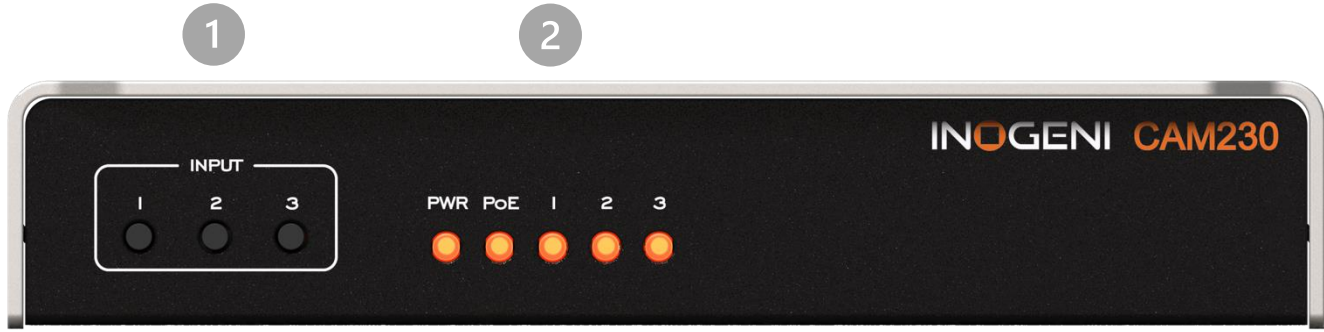 1 2
INOGENI CAM230
INPUT
1 2 3
PWR PoE 1 2 3